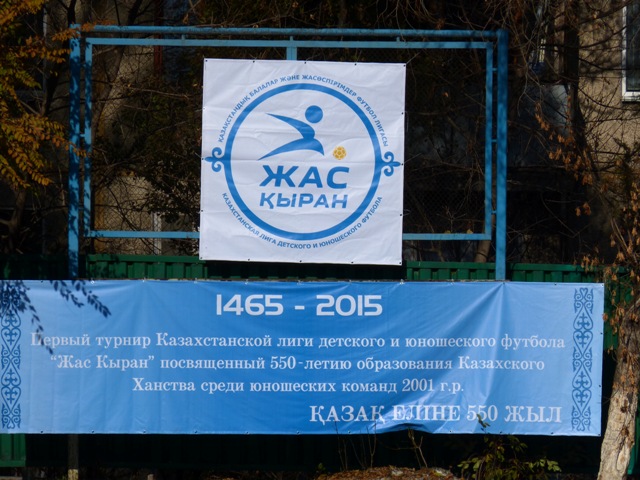 ҚАЗАҚСТАНДЫҚ БАЛАЛАР ЖӘНЕ ЖАСӨСПІРІМДЕР ФУТБОЛ ЛИГАСЫ
ЖАС
ҚЫРАН
КАЗАХСТАНСКАЯ ЛИГА ДЕТСКОГО И ЮНОШЕСКОГО ФУТБОЛА
1465 - 2015
Первый турнир Казахстанской лиги детского и юношеского футбола
"Жас Кыран" посвященный 550-летию образования Казахского
Ханства среди юношеских команд 2001 г.р.
ҚАЗАҚ ЕЛІНЕ 550 ЖЫЛ